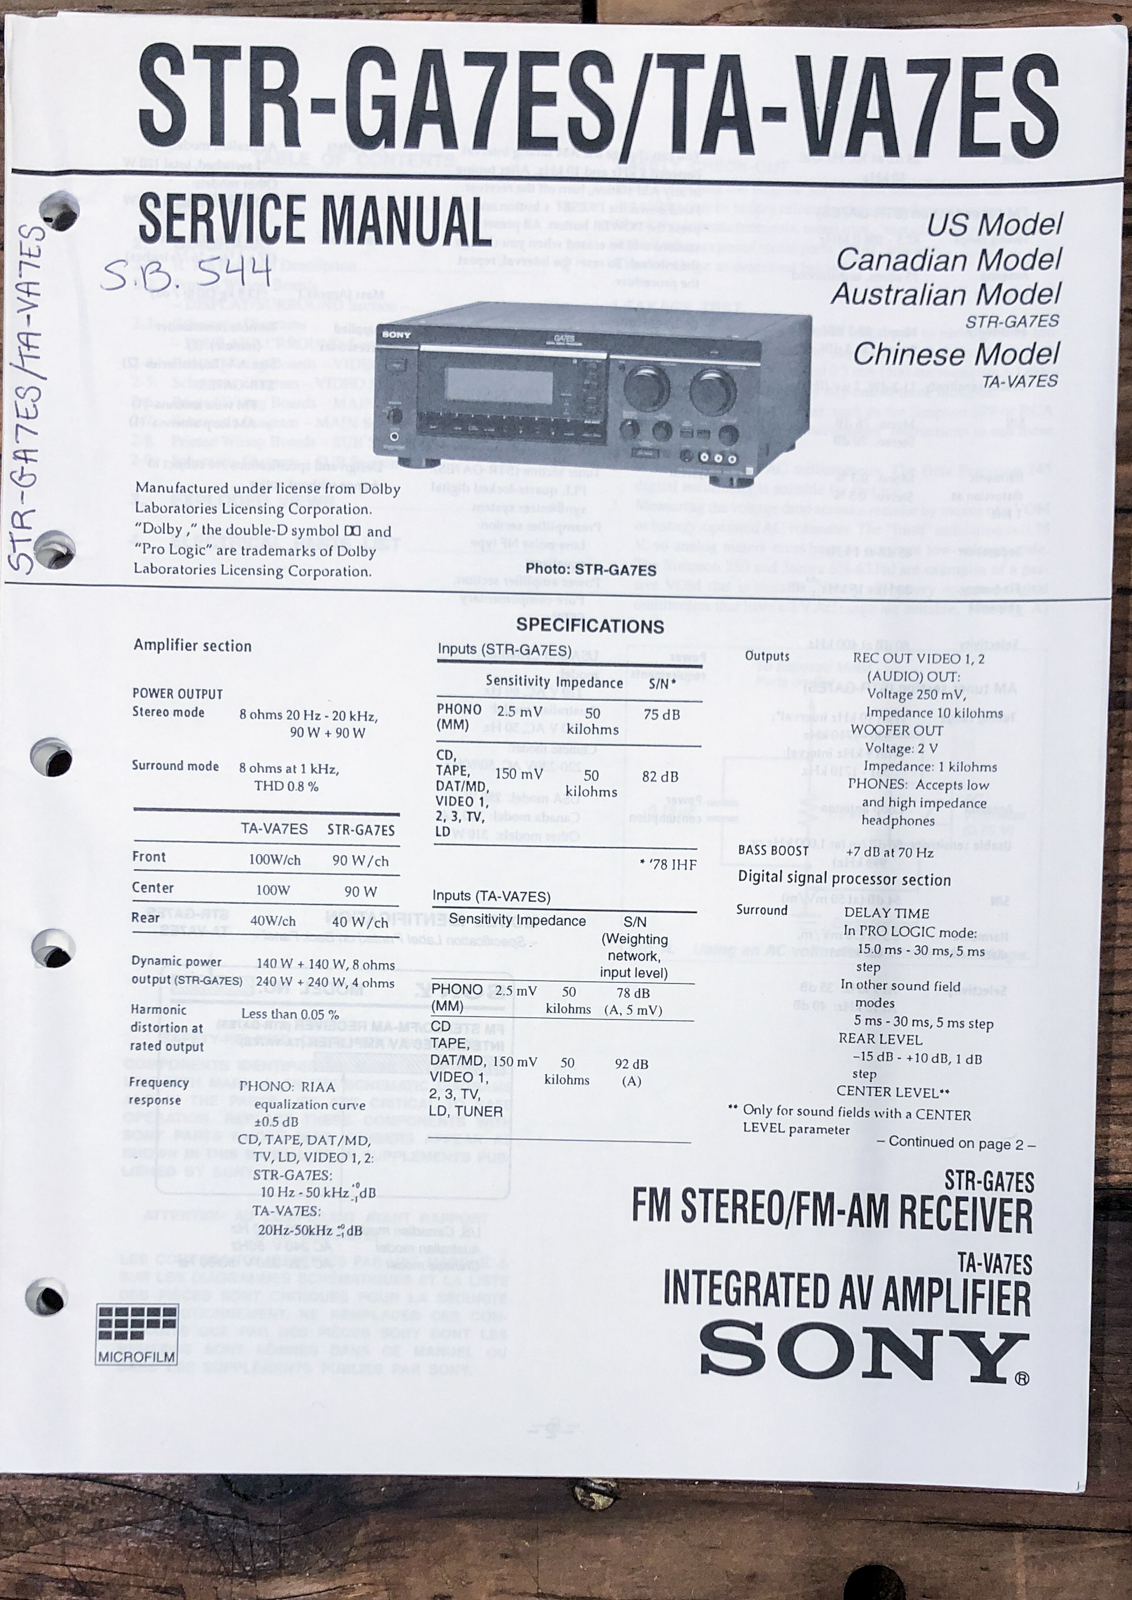 STR-GA7ES/TA-VA7ES
SERVICE MANUAL
S.B. 544
STR-GA7ES/TA-VA7ES
US Model
Canadian Model
Australian Model
STR-GA7ES
Chinese Model
TA-VA7ES
SONY
GA7ES
Manufactured under license from Dolby
Laboratories Licensing Corporation.
“Dolby ,” the double-D symbol and
“Pro Logic” are trademarks of Dolby
Laboratories Licensing Corporation.
Photo: STR-GA7ES
SPECIFICATIONS
Amplifier section
POWER OUTPUT
Stereo mode 8 ohms 20 Hz - 20 kHz,
90 W + 90 W
Surround mode 8 ohms at 1 kHz,
THD 0.8 %
TA-VA7ES STR-GA7ES
Front 100W/ch 90 W/ch
Center 100W 90 W
Rear 40W/ch 40 W/ch
Dynamic power 140 W + 140 W, 8 ohms
output (STR-GA7ES) 240 W + 240 W, 4 ohms
Harmonic Less than 0.05 %
distortion at
rated output
Frequency PHONO: RIAA
response equalization curve
±0.5 dB
CD, TAPE, DAT/MD,
TV, LD, VIDEO 1, 2:
STR-GA7ES:
10 Hz - 50 kHz +0 -1 dB
TA-VA7ES:
20Hz-50kHz +0 -1 dB
Inputs (STR-GA7ES)
Sensitivity Impedance S/N*
PHONO 2.5 mV 50 75 dB
(MM) kilohms
CD,
TAPE, 150 mV 50 82 dB
DAT/MD, kilohms
VIDEO 1,
2, 3, TV,
LD
* '78 IHF
Inputs (TA-VA7ES)
Sensitivity Impedance S/N
(Weighting
network,
input level)
PHONO 2.5 mV 50 78 dB
(MM) kilohms (A, 5 mV)
CD
TAPE,
DAT/MD, 150 mV 50 92 dB
VIDEO 1, kilohms (A)
2, 3, TV,
LD, TUNER
Outputs REC OUT VIDEO 1, 2
(AUDIO) OUT:
Voltage 250 mV,
Impedance 10 kilohms
WOOFER OUT
Voltage: 2 V
Impedance: 1 kilohms
PHONES: Accepts low
and high impedance
headphones
BASS BOOST +7 dB at 70 Hz
Digital signal processor section
Surround DELAY TIME
In PRO LOGIC mode:
15.0 ms - 30 ms, 5 ms
step
In other sound field
modes
5 ms - 30 ms, 5 ms step
REAR LEVEL
–15 dB - +10 dB, 1 dB
step
CENTER LEVEL**
** Only for sound fields with a CENTER
LEVEL parameter
– Continued on page 2 –
STR-GA7ES
FM STEREO/FM-AM RECEIVER
TA-VA7ES
INTEGRATED AV AMPLIFIER
SONY®
MICROFILM